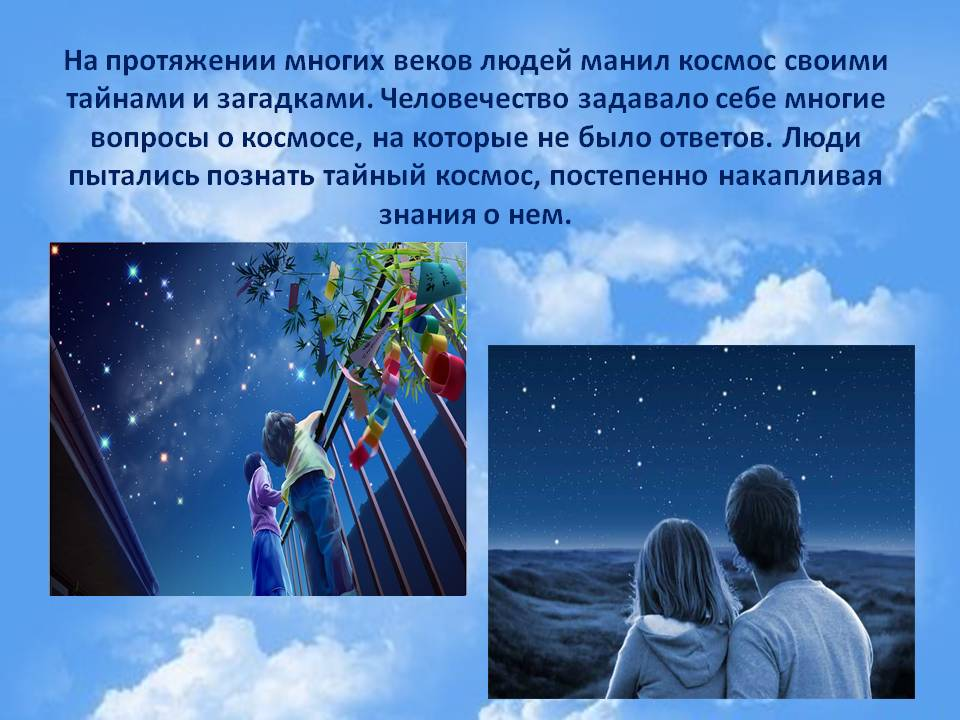 На протяжении многих веков людей манил космос своими
тайнами и загадками. Человечество задавало себе многие
вопросы о космосе, на которые не было ответов. Люди
пытались познать тайный космос, постепенно накапливая
знания о нем.